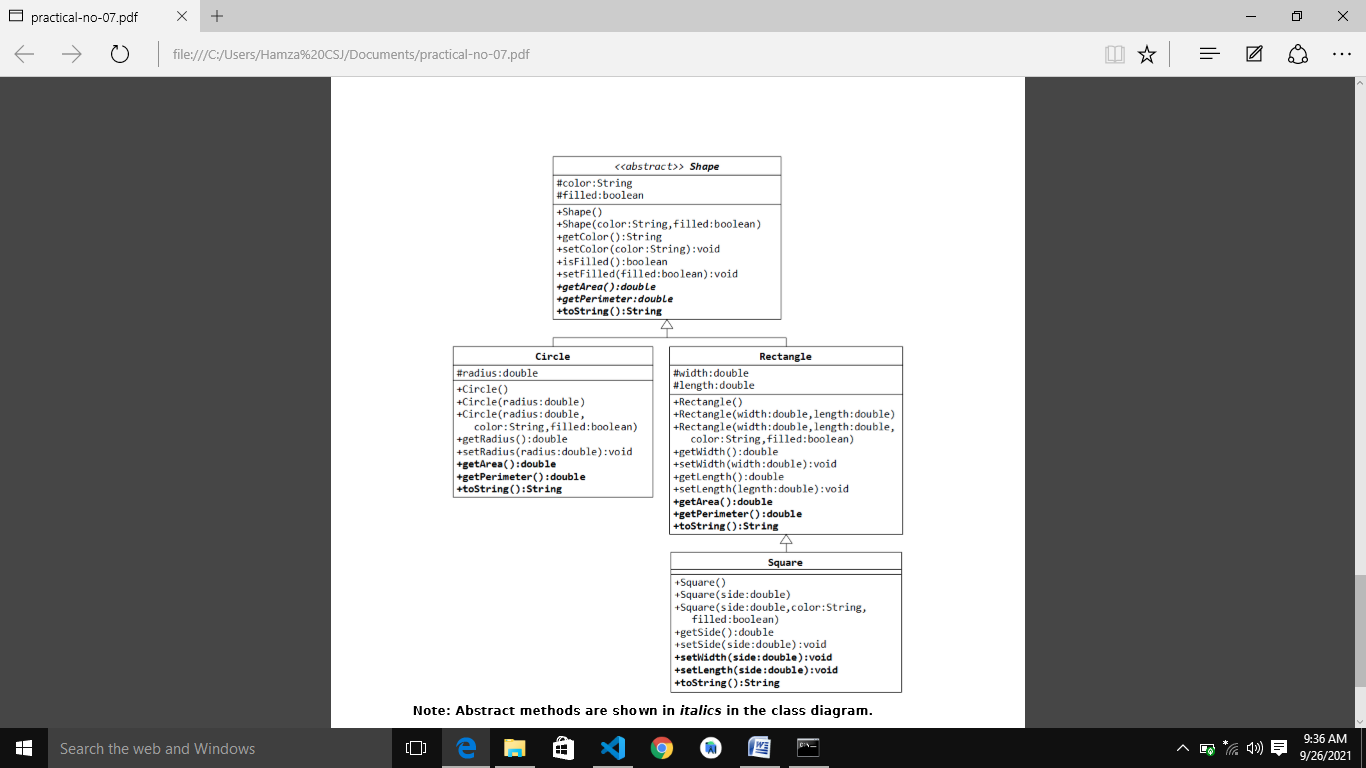 practical-no-07.pdf
file:///C:/Users/Hamza%20CSJ/Documents/practical-no-07.pdf
<<abstract>> Shape
#color:String
#filled:boolean
+Shape()
+Shape(color:String,filled:boolean)
+getColor():String
+setColor(color:String):void
+isFilled():boolean
+setFilled(filled:boolean):void
+getArea():double
+getPerimeter:double
+toString():String
Circle
#radius:double
+Circle()
+Circle(radius:double)
+Circle(radius:double,
color:String,filled:boolean)
+getRadius():double
+setRadius(radius:double):void
+getArea():double
+getPerimeter():double
+toString():String
Rectangle
#width:double
#length:double
+Rectangle()
+Rectangle(width:double,length:double)
+Rectangle(width:double,length:double,
color:String,filled:boolean)
+getWidth():double
+setWidth(width:double):void
+getLength():double
+setLength(legnth:double):void
+getArea():double
+getPerimeter():double
+toString():String
Square
+Square()
+Square(side:double)
+Square(side:double,color:String,
filled:boolean)
+getSide():double
+setSide(side:double):void
+setWidth(side:double):void
+setLength(side:double):void
+toString():String
Note: Abstract methods are shown in italics in the class diagram.
Search the web and Windows
9:36 AM
9/26/2021